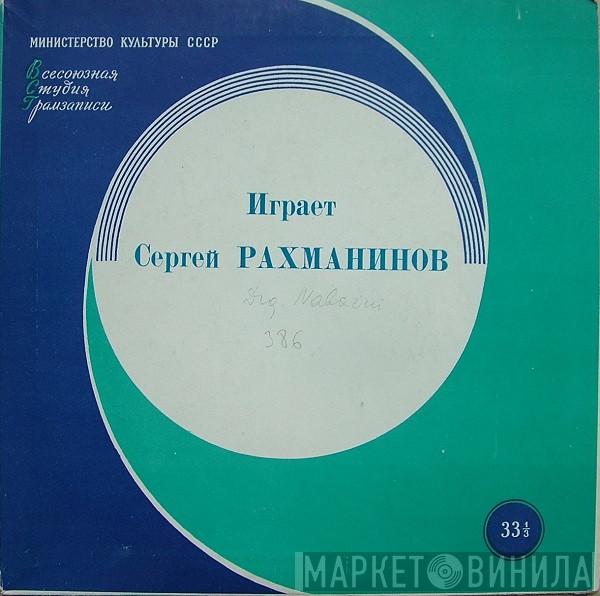 МИНИСТЕРСТВО КУЛЬТУРЫ СССР
Всесоюзная
Студия
Грамзаписи
Играет
Сергей РАХМАНИНОВ
386
33 1/3
МАРКЕТ ВИНИЛА